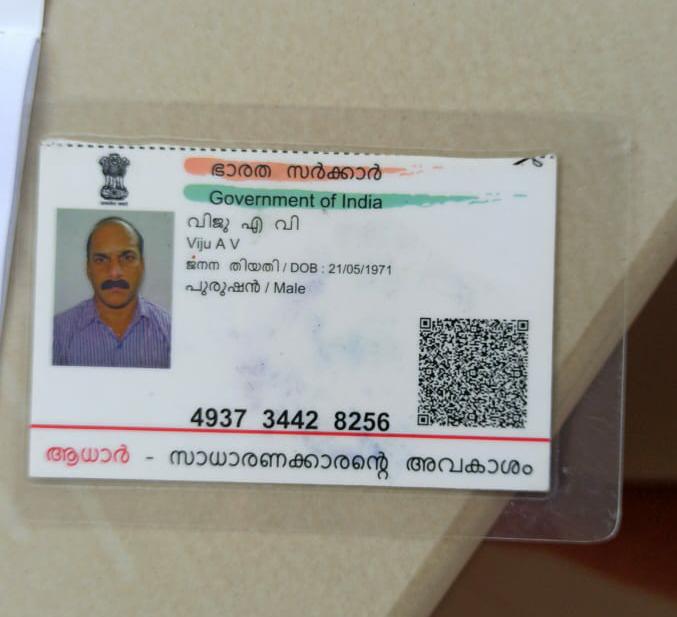 ഭാരത സർക്കാർ
Government of India
വിജു എ വി
Viju A V
ജനന തിയതി / DOB : 21/05/1971
പുരുഷൻ / Male
4937 3442 8256
ആധാർ - സാധാരണക്കാരന്റെ അവകാശം